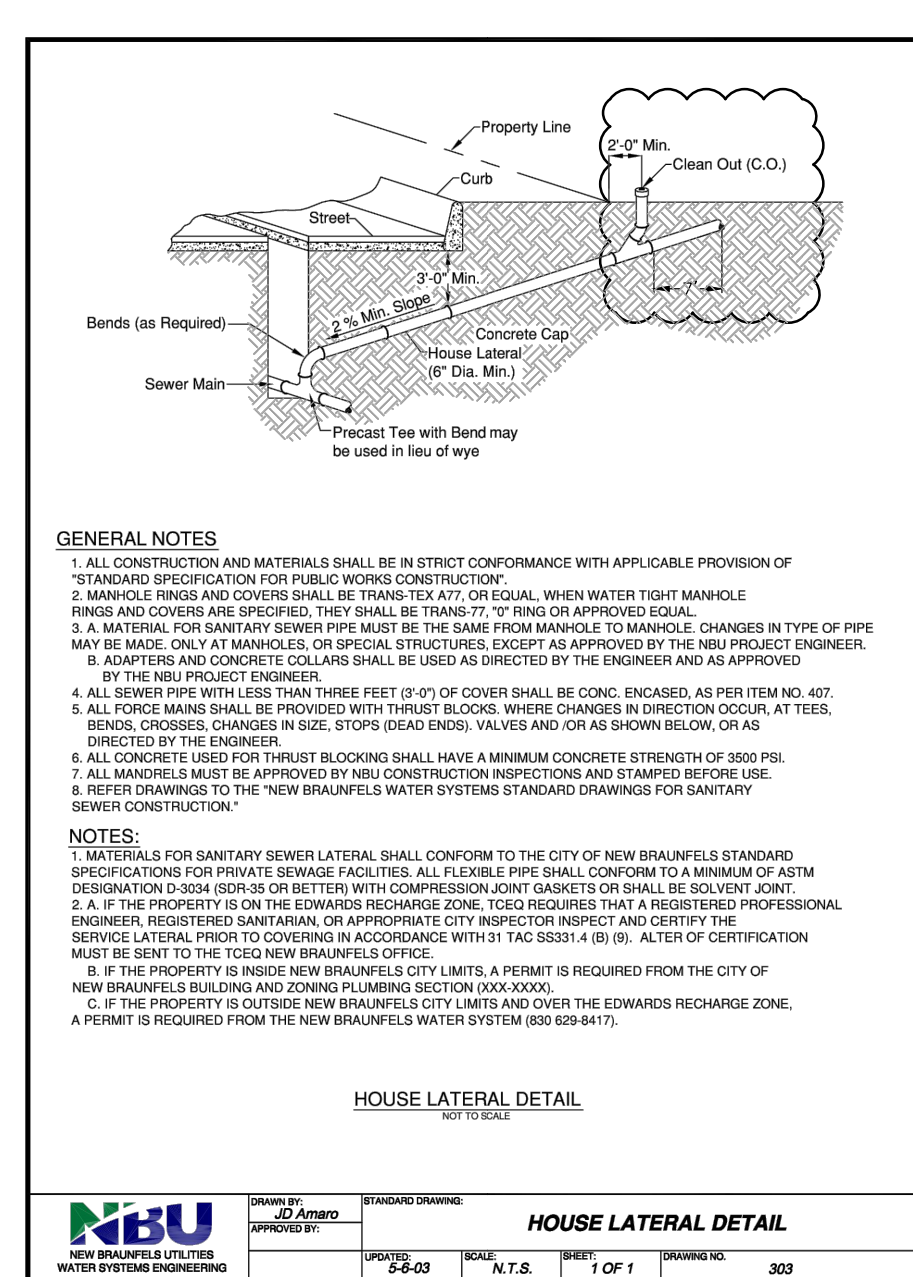 Property Line
2'-0" Min.
Clean Out (C.O.)
Curb
Street
3'-0" Min.
7'
2 % Min. Slope
Bends (as Required)
Concrete Cap
House Lateral
(6" Dia. Min.)
Sewer Main
Precast Tee with Bend may
be used in lieu of wye
GENERAL NOTES
1. ALL CONSTRUCTION AND MATERIALS SHALL BE IN STRICT CONFORMANCE WITH APPLICABLE PROVISION OF
"STANDARD SPECIFICATION FOR PUBLIC WORKS CONSTRUCTION".
2. MANHOLE RINGS AND COVERS SHALL BE TRANS-TEX A77, OR EQUAL, WHEN WATER TIGHT MANHOLE
RINGS AND COVERS ARE SPECIFIED, THEY SHALL BE TRANS-77, "0" RING OR APPROVED EQUAL.
3. A. MATERIAL FOR SANITARY SEWER PIPE MUST BE THE SAME FROM MANHOLE TO MANHOLE. CHANGES IN TYPE OF PIPE
MAY BE MADE. ONLY AT MANHOLES, OR SPECIAL STRUCTURES, EXCEPT AS APPROVED BY THE NBU PROJECT ENGINEER.
B. ADAPTERS AND CONCRETE COLLARS SHALL BE USED AS DIRECTED BY THE ENGINEER AND AS APPROVED
BY THE NBU PROJECT ENGINEER.
4. ALL SEWER PIPE WITH LESS THAN THREE FEET (3'-0") OF COVER SHALL BE CONC. ENCASED, AS PER ITEM NO. 407.
5. ALL FORCE MAINS SHALL BE PROVIDED WITH THRUST BLOCKS. WHERE CHANGES IN DIRECTION OCCUR, AT TEES,
BENDS, CROSSES, CHANGES IN SIZE, STOPS (DEAD ENDS). VALVES AND /OR AS SHOWN BELOW, OR AS
DIRECTED BY THE ENGINEER.
6. ALL CONCRETE USED FOR THRUST BLOCKING SHALL HAVE A MINIMUM CONCRETE STRENGTH OF 3500 PSI.
7. ALL MANDRELS MUST BE APPROVED BY NBU CONSTRUCTION INSPECTIONS AND STAMPED BEFORE USE.
8. REFER DRAWINGS TO THE "NEW BRAUNFELS WATER SYSTEMS STANDARD DRAWINGS FOR SANITARY
SEWER CONSTRUCTION."
NOTES:
1. MATERIALS FOR SANITARY SEWER LATERAL SHALL CONFORM TO THE CITY OF NEW BRAUNFELS STANDARD
SPECIFICATIONS FOR PRIVATE SEWAGE FACILITIES. ALL FLEXIBLE PIPE SHALL CONFORM TO A MINIMUM OF ASTM
DESIGNATION D-3034 (SDR-35 OR BETTER) WITH COMPRESSION JOINT GASKETS OR SHALL BE SOLVENT JOINT.
2. A. IF THE PROPERTY IS ON THE EDWARDS RECHARGE ZONE, TCEQ REQUIRES THAT A REGISTERED PROFESSIONAL
ENGINEER, REGISTERED SANITARIAN, OR APPROPRIATE CITY INSPECTOR INSPECT AND CERTIFY THE
SERVICE LATERAL PRIOR TO COVERING IN ACCORDANCE WITH 31 TAC SS331.4 (B) (9). ALTER OF CERTIFICATION
MUST BE SENT TO THE TCEQ NEW BRAUNFELS OFFICE.
B. IF THE PROPERTY IS INSIDE NEW BRAUNFELS CITY LIMITS, A PERMIT IS REQUIRED FROM THE CITY OF
NEW BRAUNFELS BUILDING AND ZONING PLUMBING SECTION (XXX-XXXX).
C. IF THE PROPERTY IS OUTSIDE NEW BRAUNFELS CITY LIMITS AND OVER THE EDWARDS RECHARGE ZONE,
A PERMIT IS REQUIRED FROM THE NEW BRAUNFELS WATER SYSTEM (830 629-8417).
HOUSE LATERAL DETAIL
NOT TO SCALE
NBU
NEW BRAUNFELS UTILITIES
WATER SYSTEMS ENGINEERING
DRAWN BY:
JD Amaro
APPROVED BY:
STANDARD DRAWING:
HOUSE LATERAL DETAIL
UPDATED:
5-6-03
SCALE:
N.T.S.
SHEET:
1 OF 1
DRAWING NO.
303